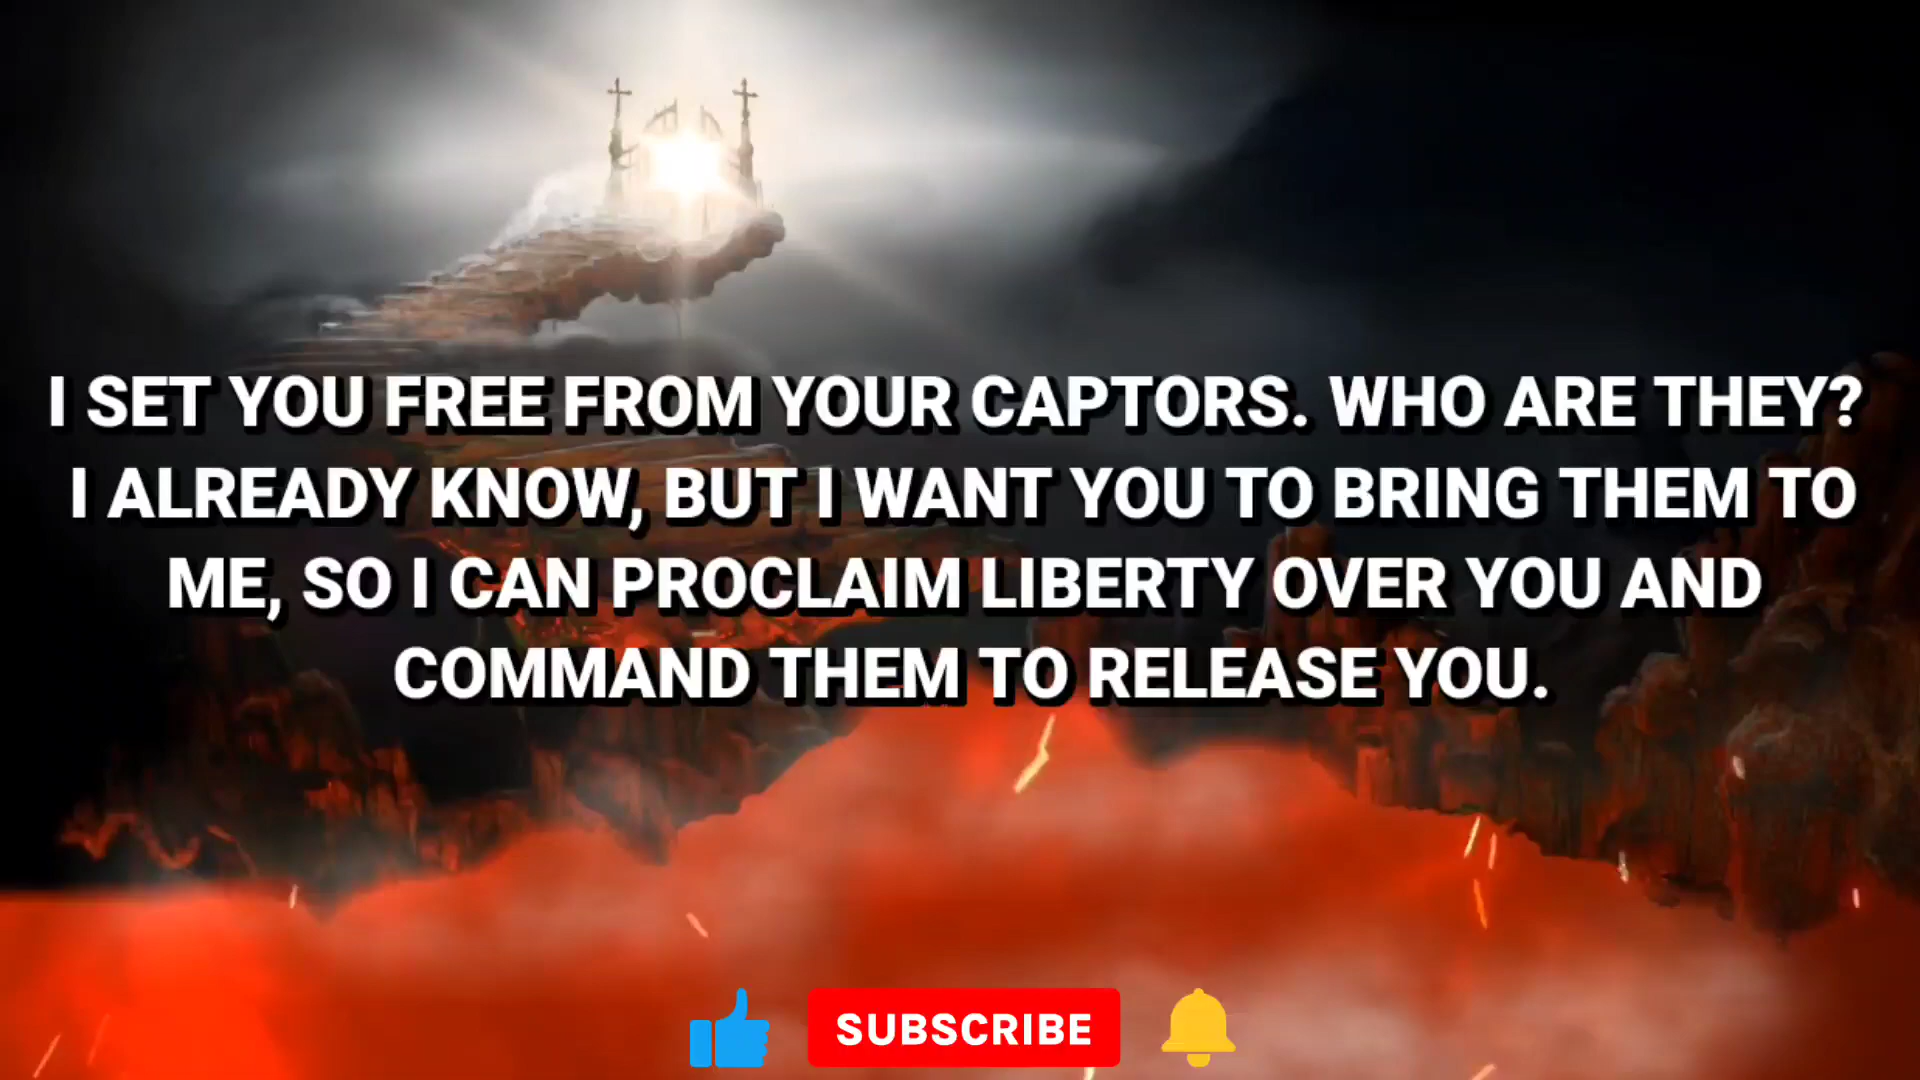 I SET YOU FREE FROM YOUR CAPTORS. WHO ARE THEY?
I ALREADY KNOW, BUT I WANT YOU TO BRING THEM TO
ME, SO I CAN PROCLAIM LIBERTY OVER YOU AND
COMMAND THEM TO RELEASE YOU.
SUBSCRIBE